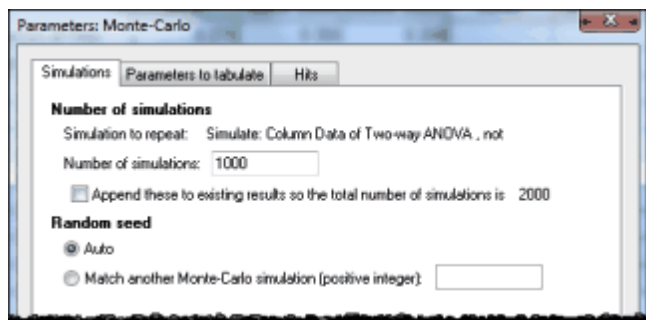 Parameters: Monte-Carlo
Simulations Parameters to tabulate Hits
Number of simulations
Simulation to repeat: Simulate: Column Data of Two-way ANOVA , not
Number of simulations: 1000
Append these to existing results so the total number of simulations is 2000
Random seed
Auto
Match another Monte-Carlo simulation (positive integer):